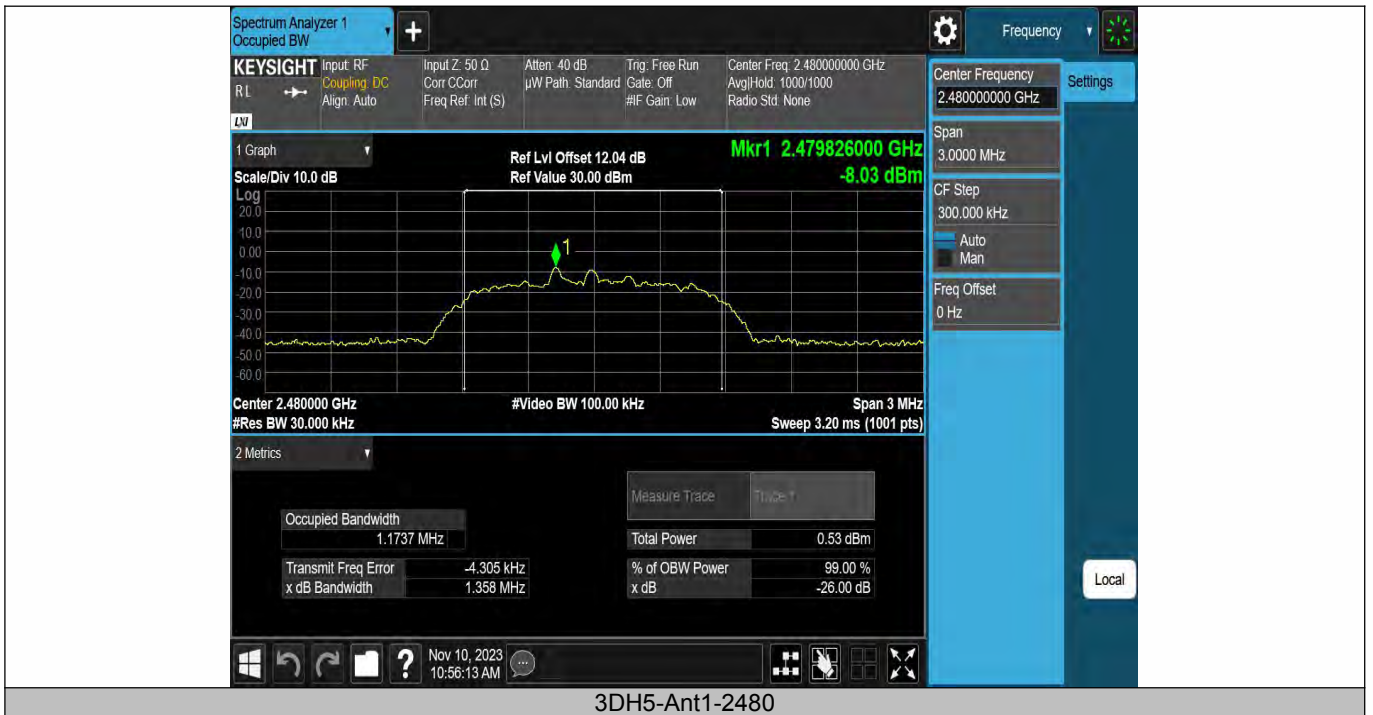 Spectrum Analyzer 1
Occupied BW
+
Frequency
KEYSIGHT
RL
LXI
Input: RF
Coupling: DC
Align: Auto
Input Z: 50 Ω
Corr CCorr
Freq Ref: Int (S)
Atten: 40 dB
µW Path: Standard
Trig: Free Run
Gate: Off
#IF Gain: Low
Center Freq: 2.480000000 GHz
Avg|Hold: 1000/1000
Radio Std: None
Center Frequency
2.480000000 GHz
Settings
Span
3.0000 MHz
CF Step
300.000 kHz
Auto
Man
Freq Offset
0 Hz
Local
1 Graph
Scale/Div 10.0 dB
Ref Lvl Offset 12.04 dB
Ref Value 30.00 dBm
Mkr1 2.479826000 GHz
-8.03 dBm
Log
20.0
10.0
0.00
-10.0
-20.0
-30.0
-40.0
-50.0
-60.0
1
Center 2.480000 GHz
#Video BW 100.00 kHz
Span 3 MHz
#Res BW 30.000 kHz
Sweep 3.20 ms (1001 pts)
2 Metrics
Measure Trace
Trace 1
Occupied Bandwidth
1.1737 MHz
Total Power
0.53 dBm
Transmit Freq Error
-4.305 kHz
% of OBW Power
99.00 %
x dB Bandwidth
1.358 MHz
x dB
-26.00 dB
?
Nov 10, 2023
10:56:13 AM
3DH5-Ant1-2480